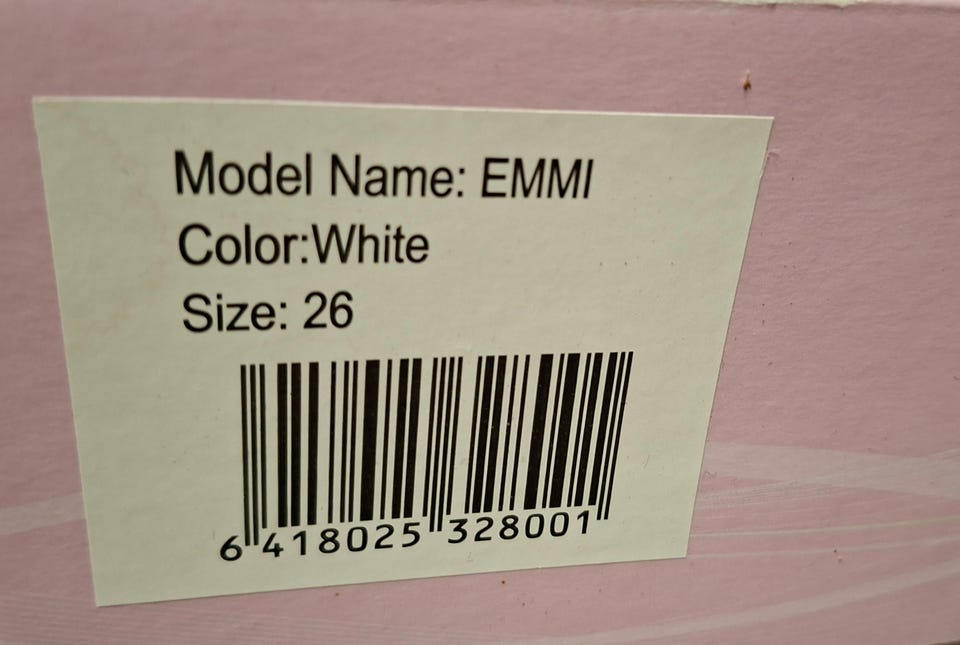 Model Name: EMMI
Color:White
Size: 26
6 418025 328001